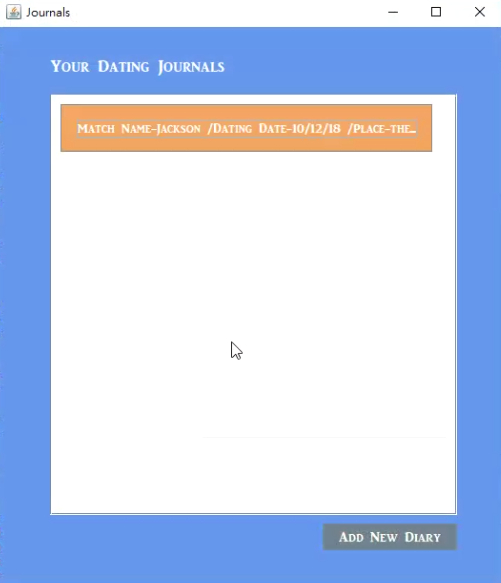 Journals
Your Dating Journals
Match Name-Jackson /Dating Date-10/12/18 /Place-the...
Add New Diary